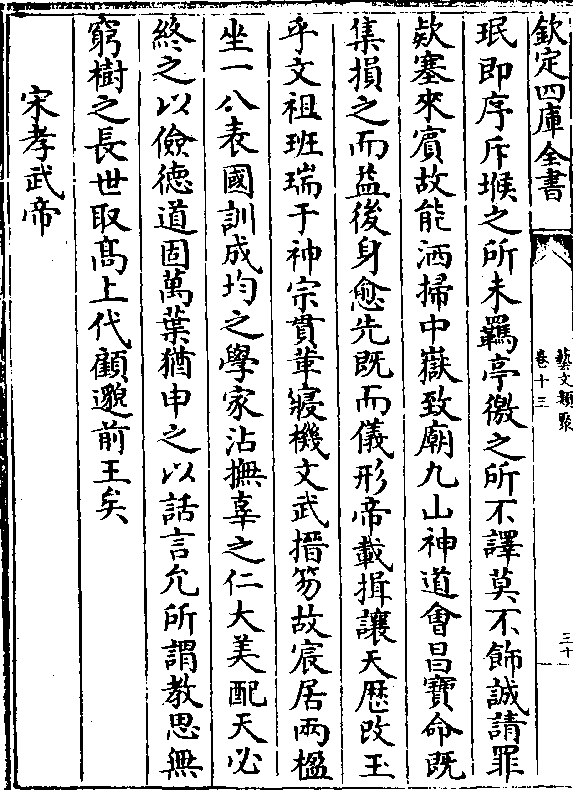 欽定四庫全書
藝文類聚
卷十三
三十
珉即序斥堠之所未羈亭徼之所不譯莫不飾誠請罪
欵塞來賓故能洒掃中嶽致廟九山神道會昌寶命既
集損之而益後身愈先既而儀形帝載揖讓天厯改玉
乎文祖班瑞于神宗貫革寢機文武搢笏故宸居兩楹
坐一八表國訓成均之學家沾撫辜之仁大美配天必
終之以儉德道固萬葉猶申之以話言允所謂教思無
窮樹之長世取髙上代顧邈前王矣
宋孝武帝